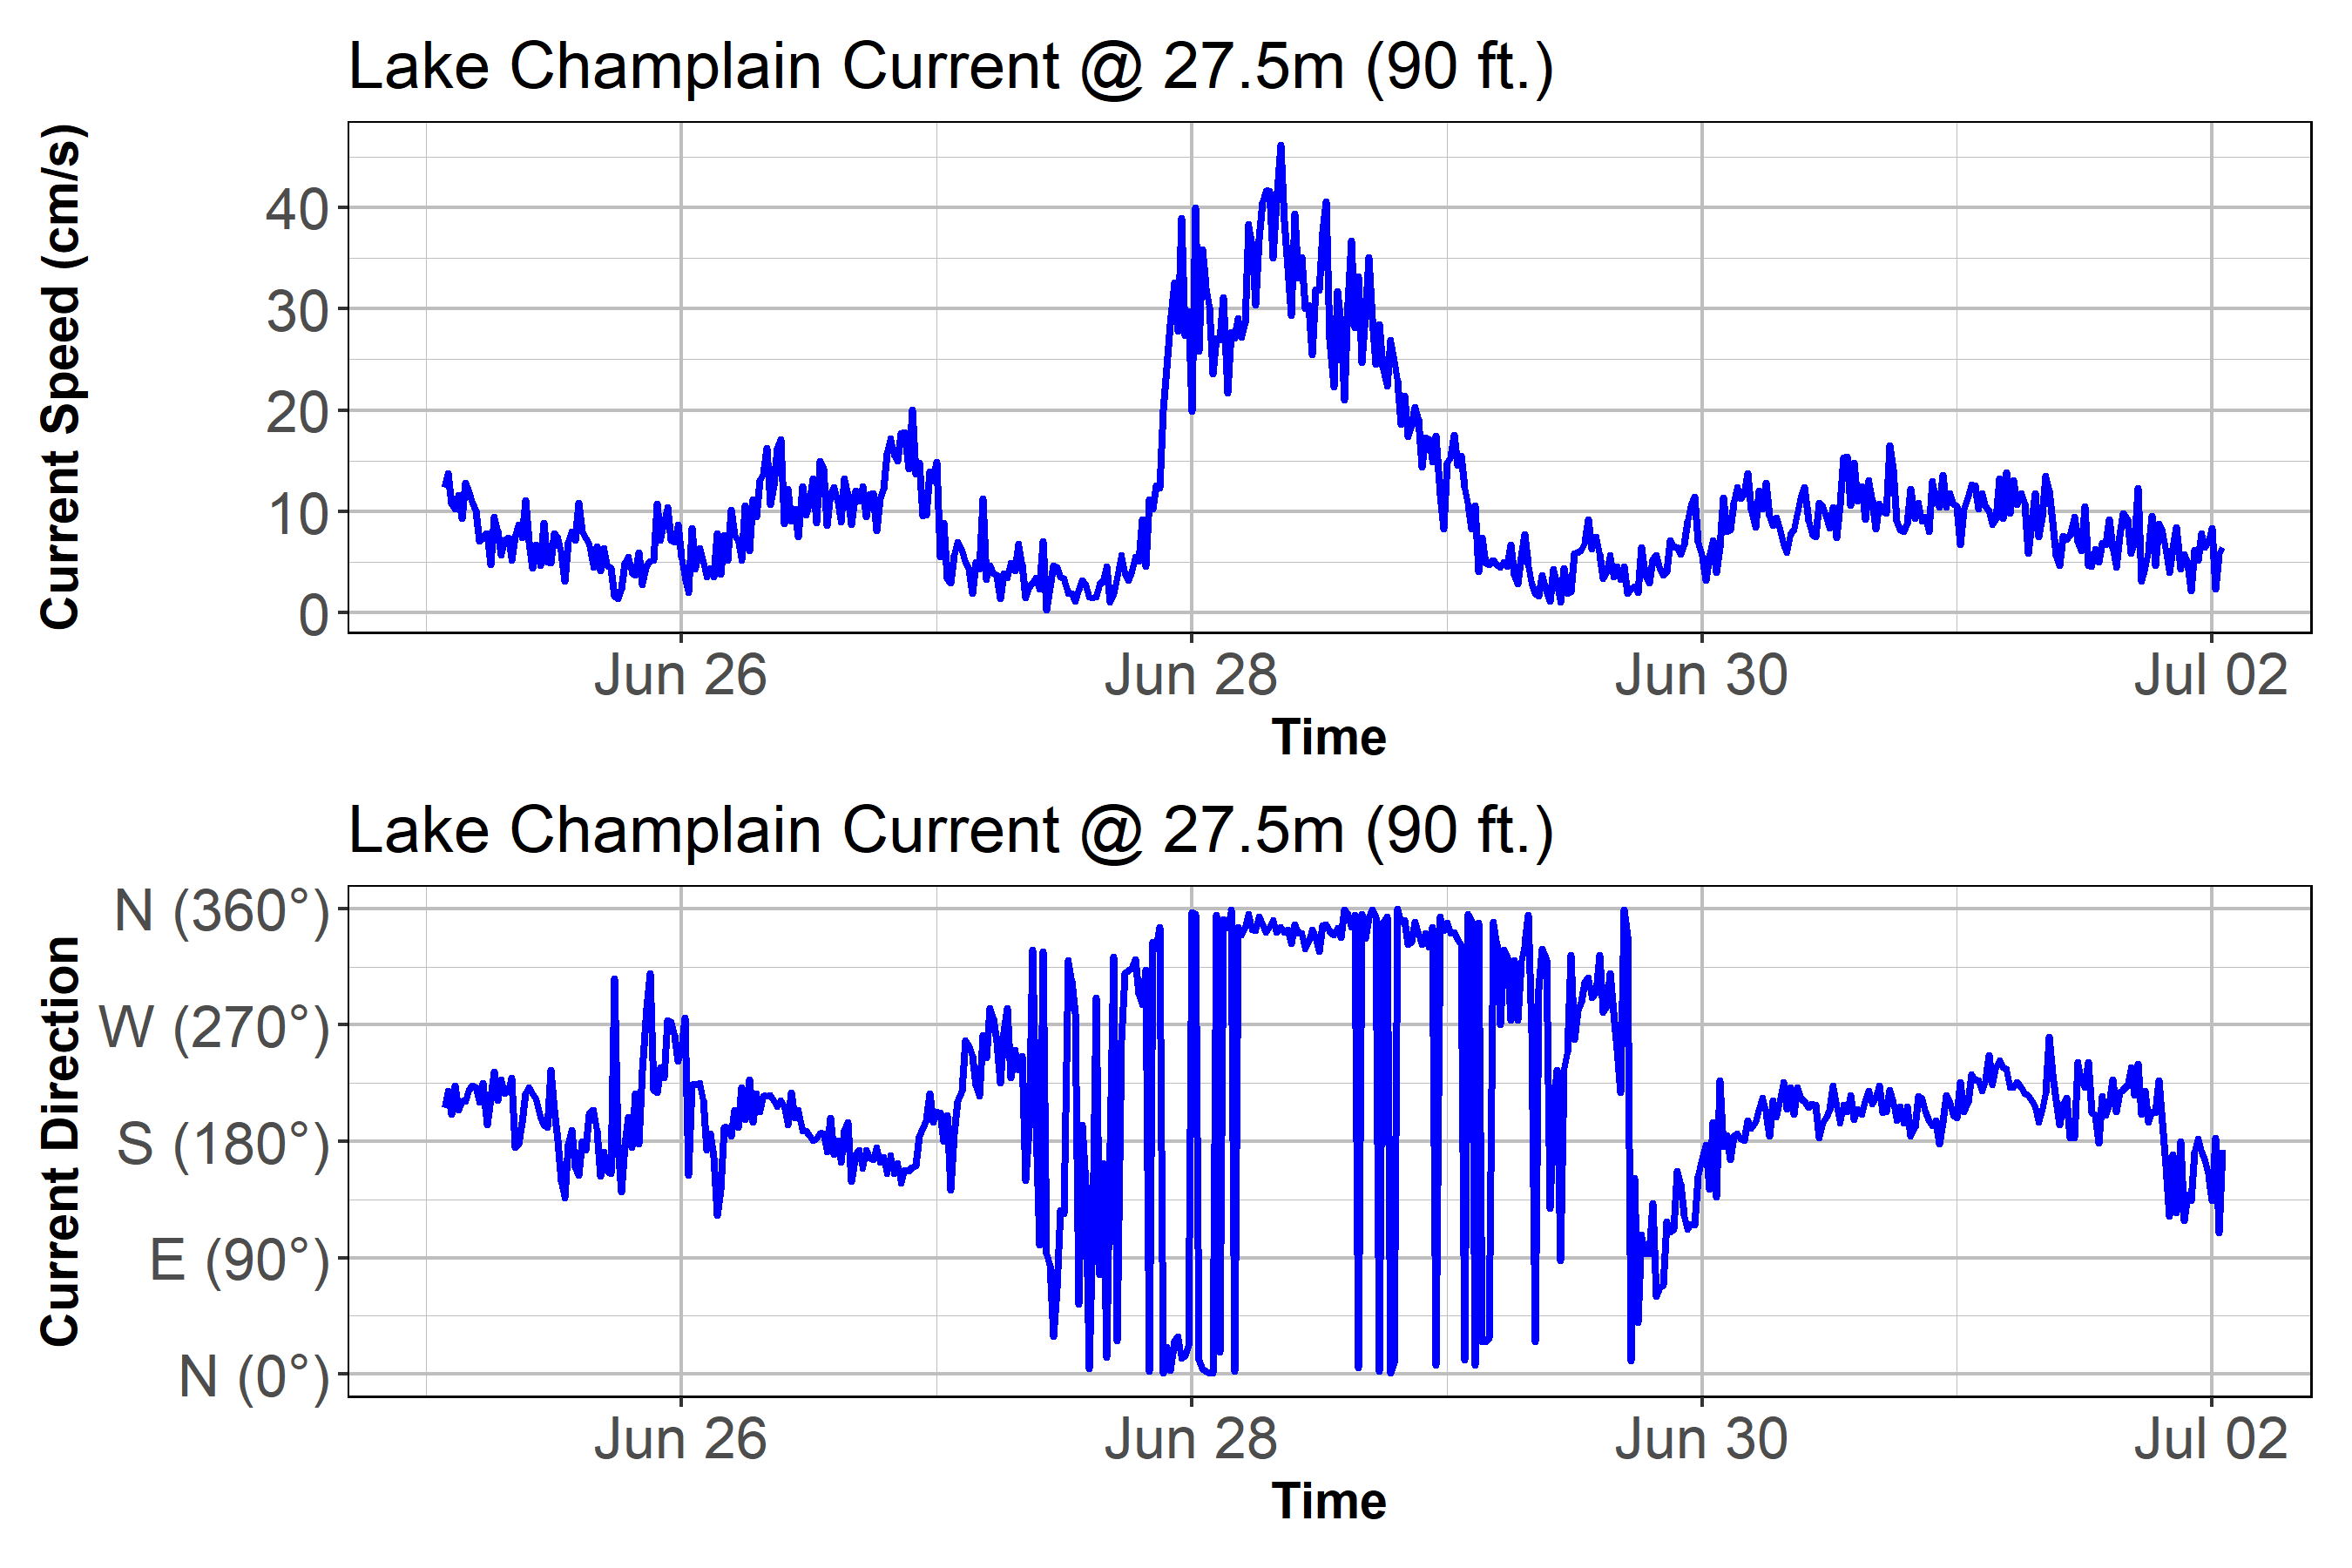 Lake Champlain Current @ 27.5m (90 ft.)
Current Speed (cm/s)
40
30
20
10
0
Jun 26 Jun 28 Jun 30 Jul 02
Time
Lake Champlain Current @ 27.5m (90 ft.)
Current Direction
N (360°)
W (270°)
S (180°)
E (90°)
N (0°)
Jun 26 Jun 28 Jun 30 Jul 02
Time